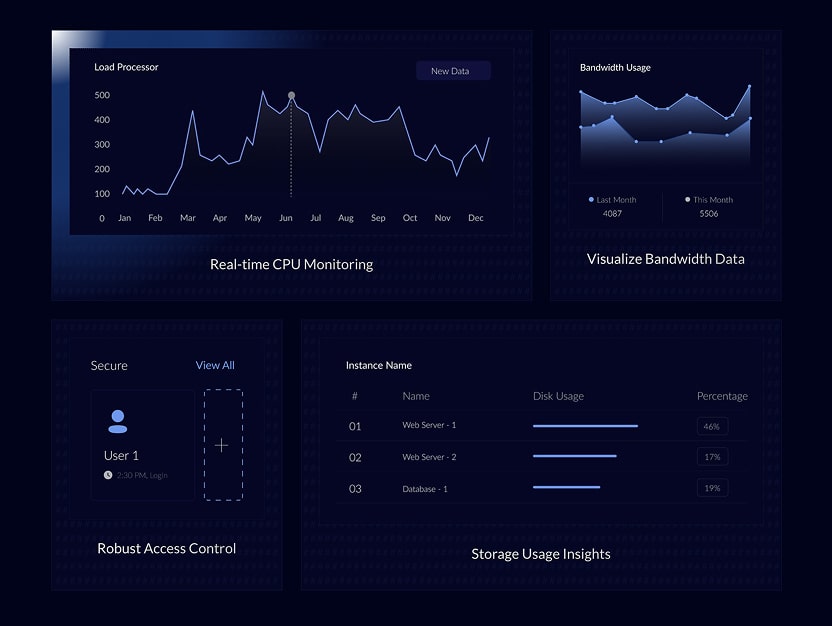 Load Processor
New Data
500
400
300
200
100
0 Jan Feb Mar Apr May Jun Jul Aug Sep Oct Nov Dec
Real-time CPU Monitoring
Bandwidth Usage
Last Month
4087
This Month
5506
Visualize Bandwidth Data
Secure View All
User 1
2:30 PM, Login
+
Robust Access Control
Instance Name
# Name Disk Usage Percentage
01 Web Server - 1 46%
02 Web Server - 2 17%
03 Database - 1 19%
Storage Usage Insights